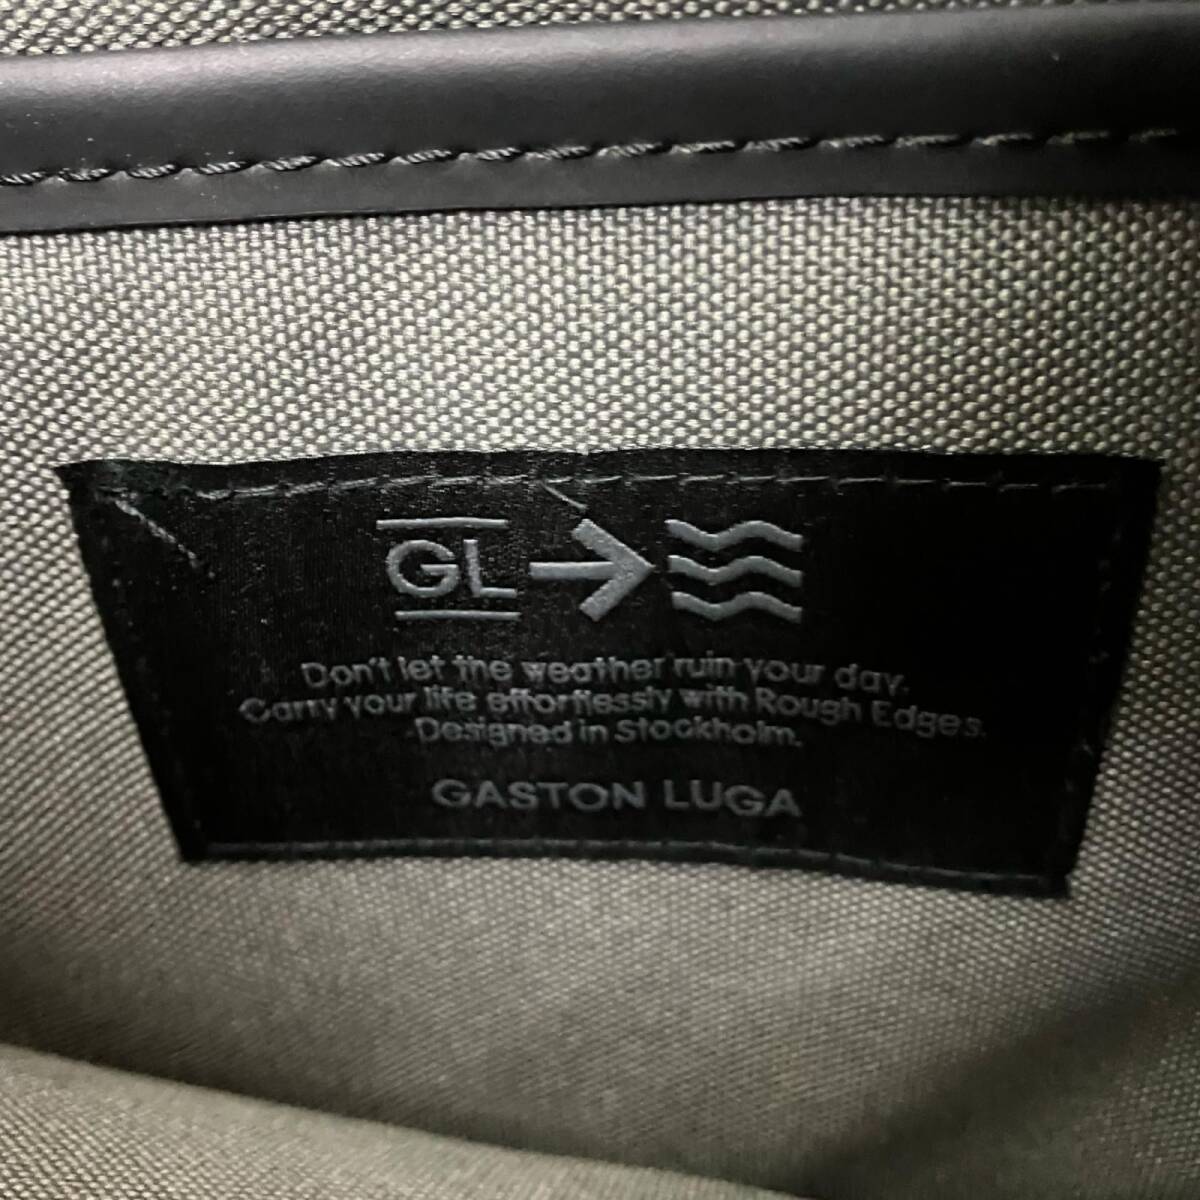 GL
Don't let the weather ruin your day.
Carry your life effortlessly with Rough Edges.
Designed in Stockholm.
GASTON LUGA